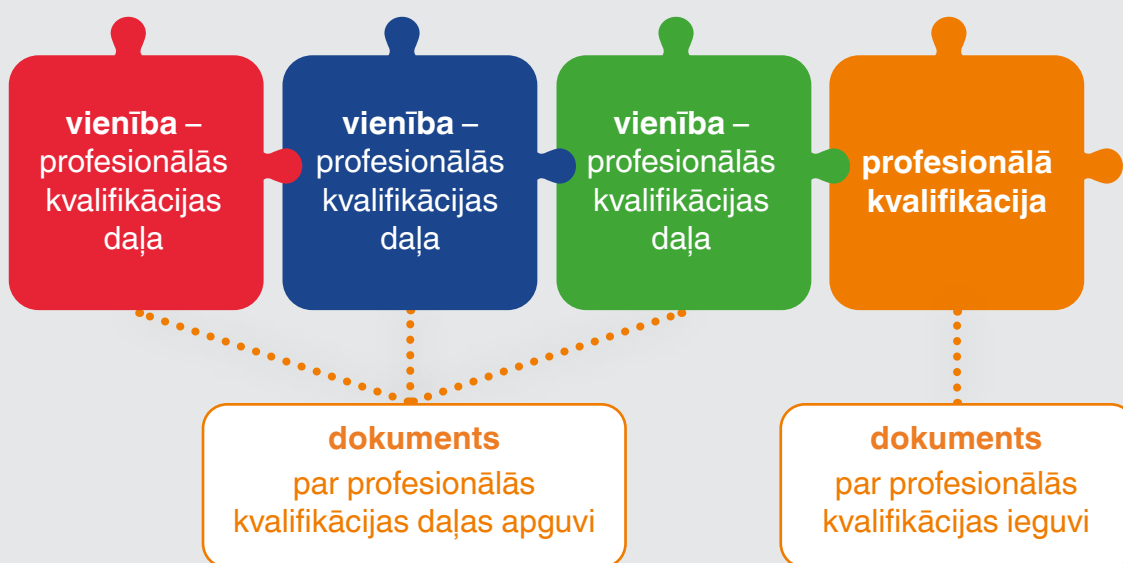 vienība –
profesionālās
kvalifikācijas
daļa
vienība –
profesionālās
kvalifikācijas
daļa
vienība –
profesionālās
kvalifikācijas
daļa
profesionālā
kvalifikācija
dokuments
par profesionālās
kvalifikācijas daļas apguvi
dokuments
par profesionālās
kvalifikācijas ieguvi